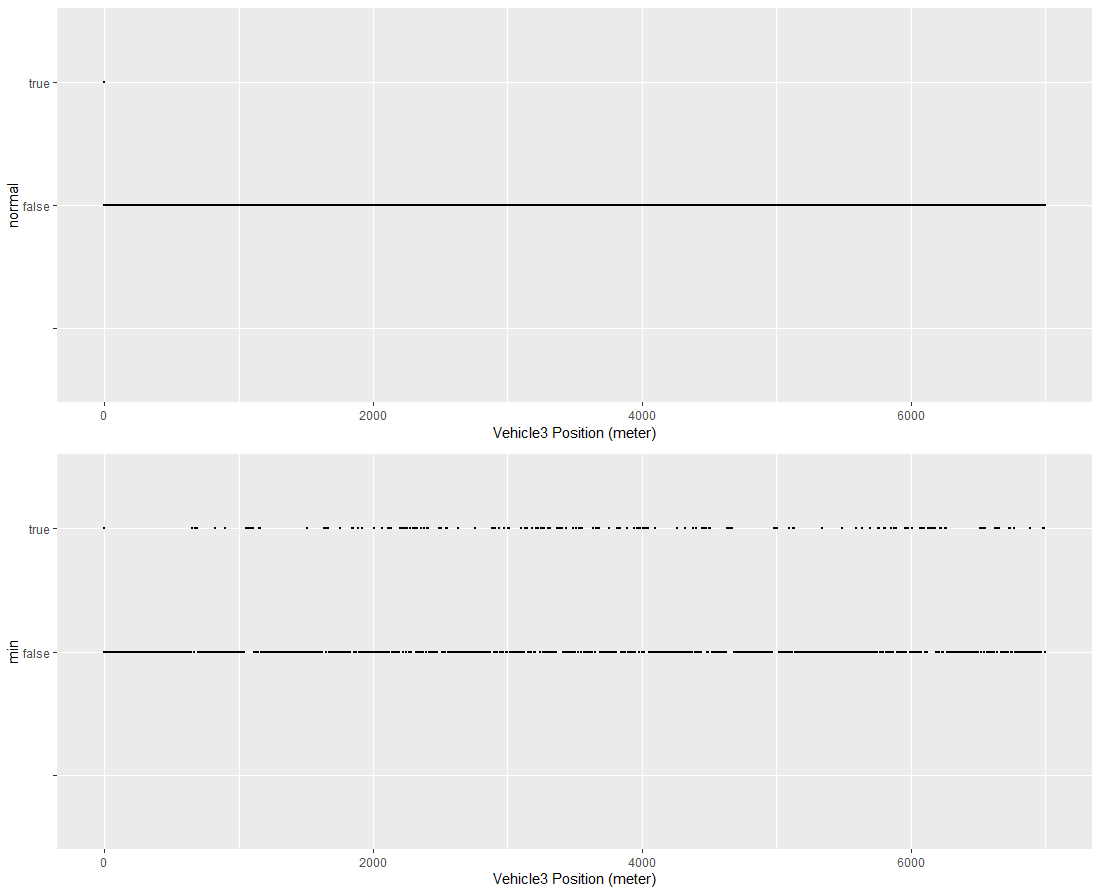 true
normal
false
0
2000
4000
6000
Vehicle3 Position (meter)
true
min
false
0
2000
4000
6000
Vehicle3 Position (meter)